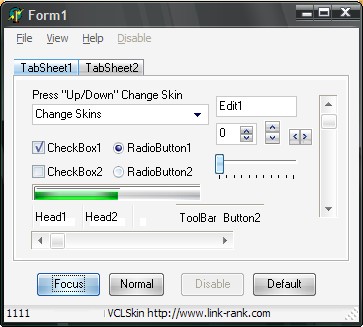 Form1
File View Help Disable
TabSheet1 TabSheet2
Press "Up/Down" Change Skin
Change Skins
Edit1
0
CheckBox1 RadioButton1
CheckBox2 RadioButton2
Head1 Head2 ToolBar Button2
Focus Normal Disable Default
1111 VCLSkin http://www.link-rank.com